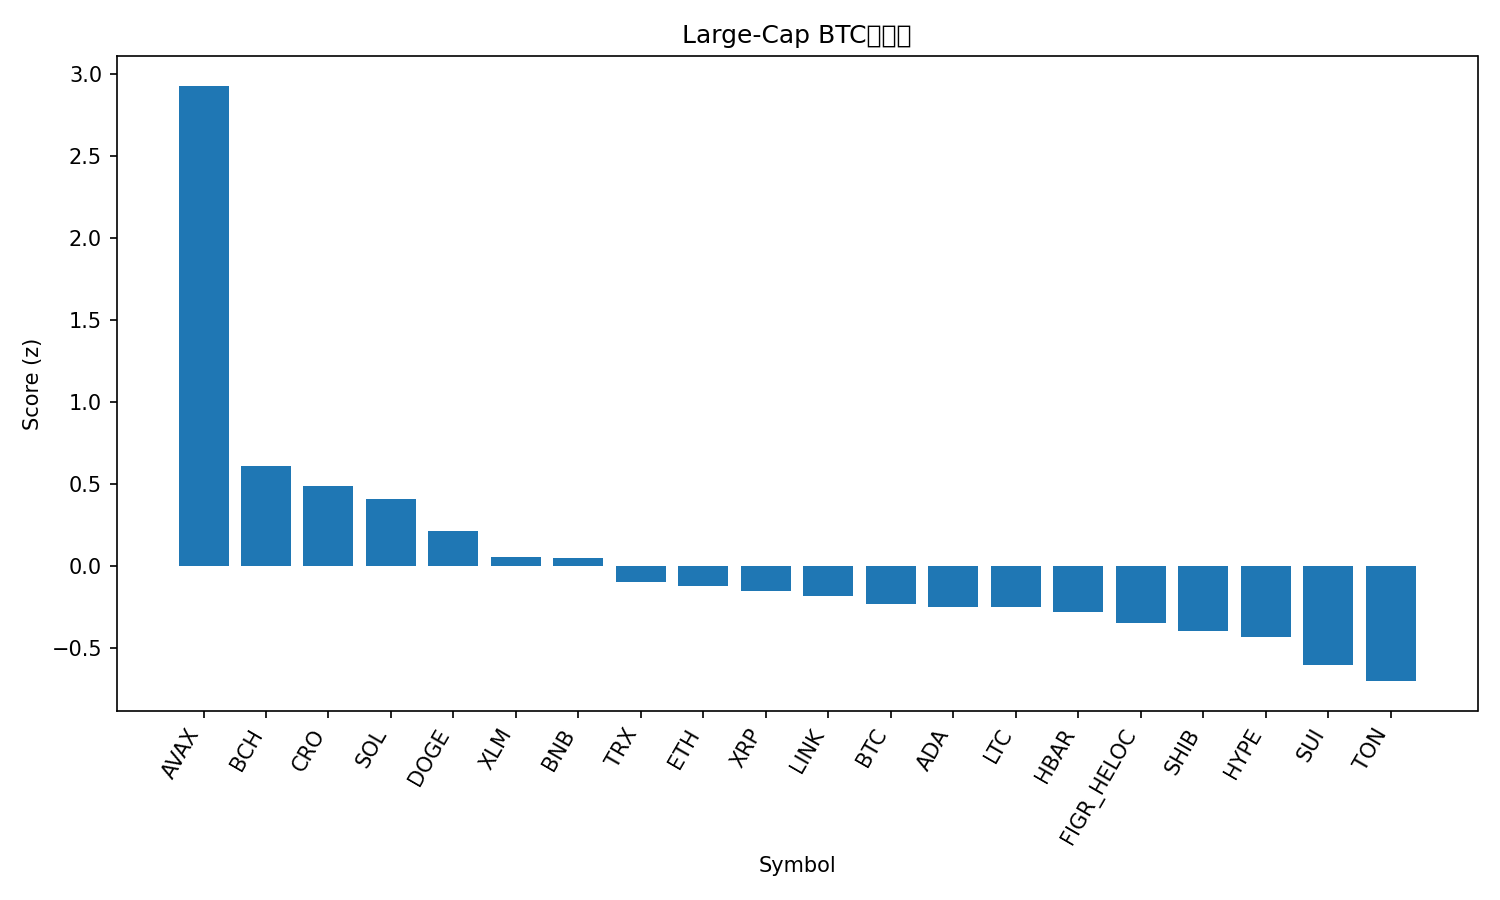 Large-Cap BTC
Score (z)
3.0
2.5
2.0
1.5
1.0
0.5
0.0
−0.5
AVAX
BCH
CRO
SOL
DOGE
XLM
BNB
TRX
ETH
XRP
LINK
BTC
ADA
LTC
HBAR
FIGR_HELOC
SHIB
HYPE
SUI
TON
Symbol